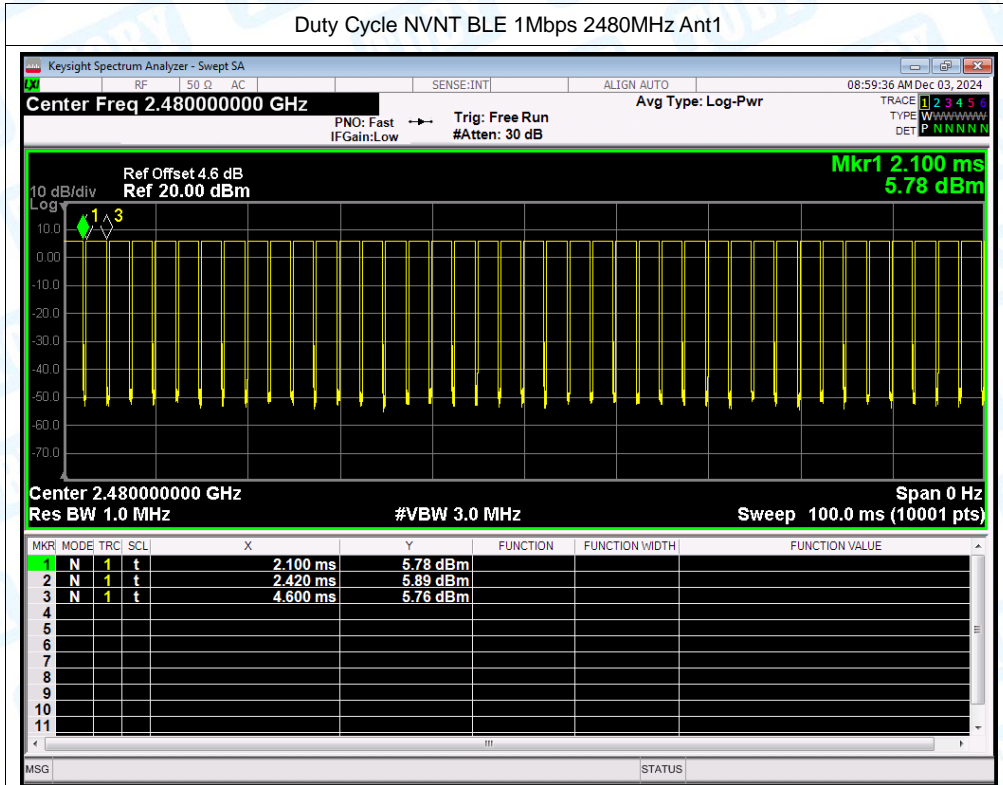 Duty Cycle NVNT BLE 1Mbps 2480MHz Ant1
Keysight Spectrum Analyzer - Swept SA
LXI RF 50 Ω AC SENSE:INT ALIGN AUTO 08:59:36 AM Dec 03, 2024
Center Freq 2.480000000 GHz Avg Type: Log-Pwr TRACE 1 2 3 4 5 6
PNO: Fast Trig: Free Run TYPE WWWWWW
IFGain:Low #Atten: 30 dB DET P N N N N N
Mkr1 2.100 ms
Ref Offset 4.6 dB
10 dB/div Ref 20.00 dBm 5.78 dBm
Log
1 3
10.0
0.00
-10.0
-20.0
-30.0
-40.0
-50.0
-60.0
-70.0
Center 2.480000000 GHz Span 0 Hz
Res BW 1.0 MHz #VBW 3.0 MHz Sweep 100.0 ms (10001 pts)
MKR MODE TRC SCL X Y FUNCTION FUNCTION WIDTH FUNCTION VALUE
1 N 1 t 2.100 ms 5.78 dBm
2 N 1 t 2.420 ms 5.89 dBm
3 N 1 t 4.600 ms 5.76 dBm
4
5
6
7
8
9
10
11
MSG STATUS